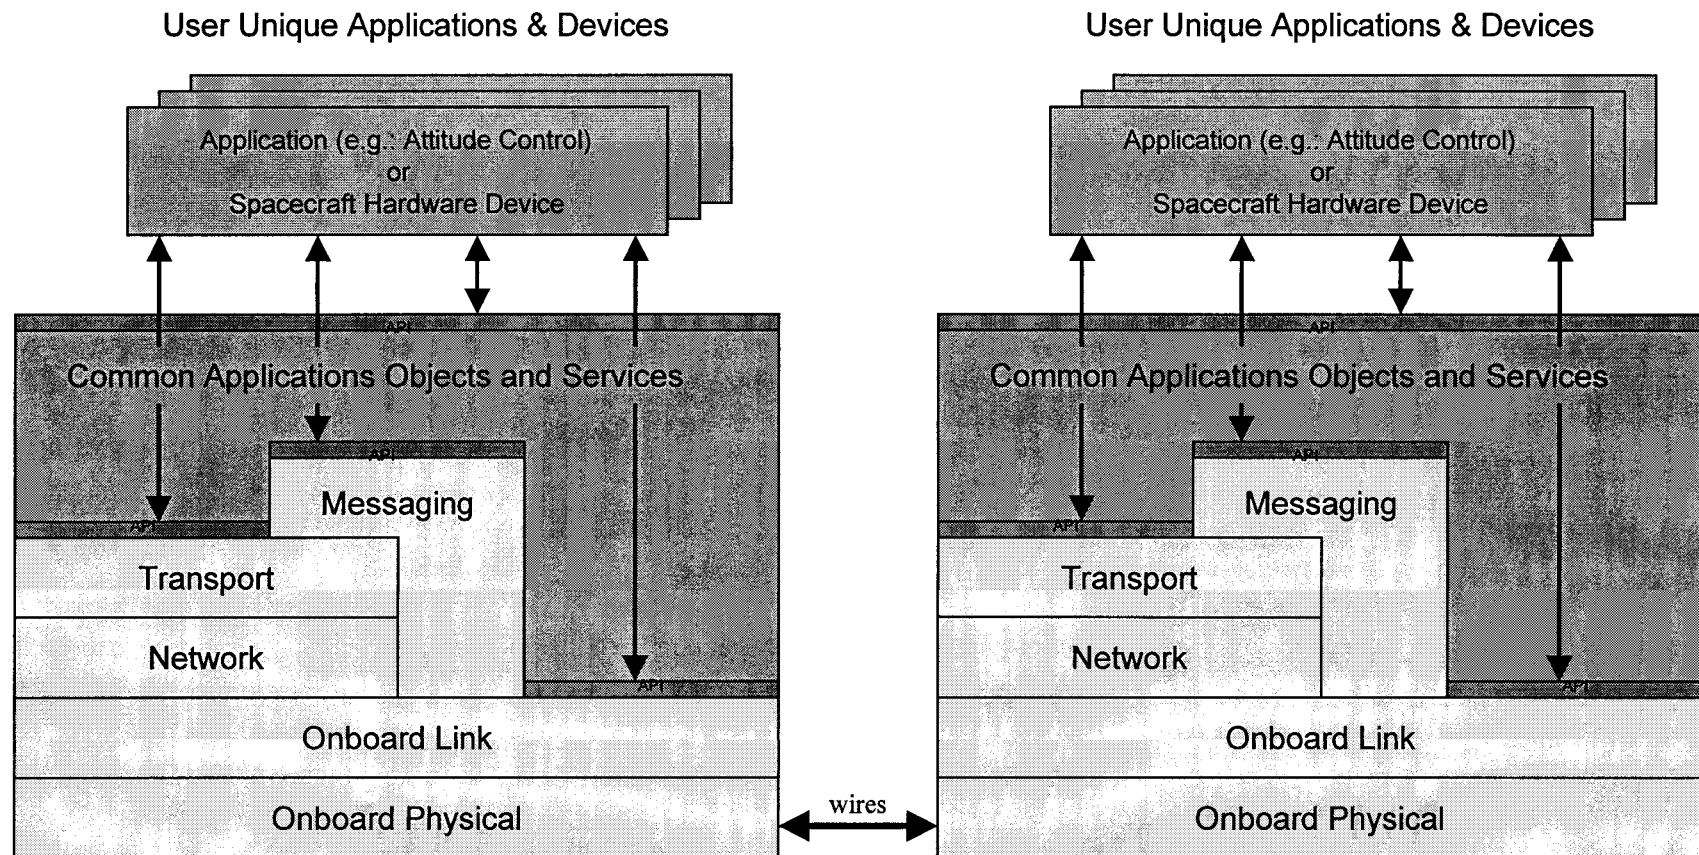 User Unique Applications & Devices
Application (e.g.: Attitude Control)
or
Spacecraft Hardware Device
API
Common Applications Objects and Services
API
Messaging
API
Transport
Network
API
Onboard Link
Onboard Physical
wires
User Unique Applications & Devices
Application (e.g.: Attitude Control)
or
Spacecraft Hardware Device
API
Common Applications Objects and Services
API
Messaging
API
Transport
Network
API
Onboard Link
Onboard Physical